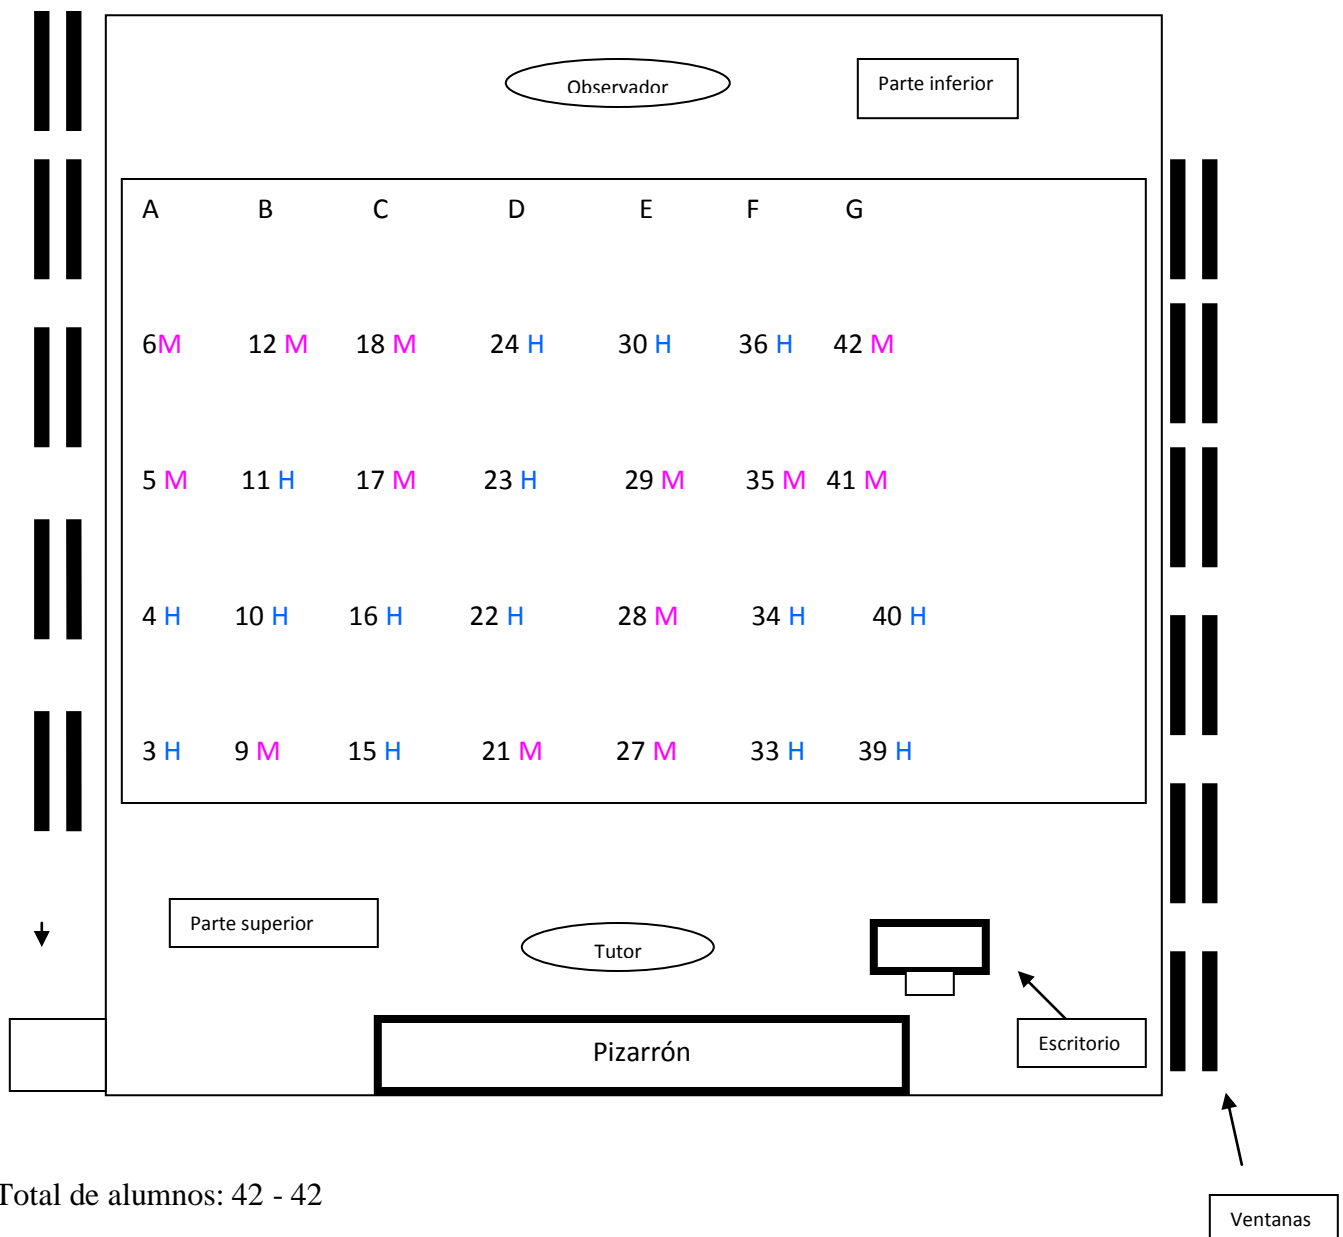 Observador
Parte inferior
A B C D E F G
6M 12 M 18 M 24 H 30 H 36 H 42 M
5 M 11 H 17 M 23 H 29 M 35 M 41 M
4 H 10 H 16 H 22 H 28 M 34 H 40 H
3 H 9 M 15 H 21 M 27 M 33 H 39 H
Parte superior
Tutor
Escritorio
Pizarrón
Total de alumnos: 42 - 42
Ventanas